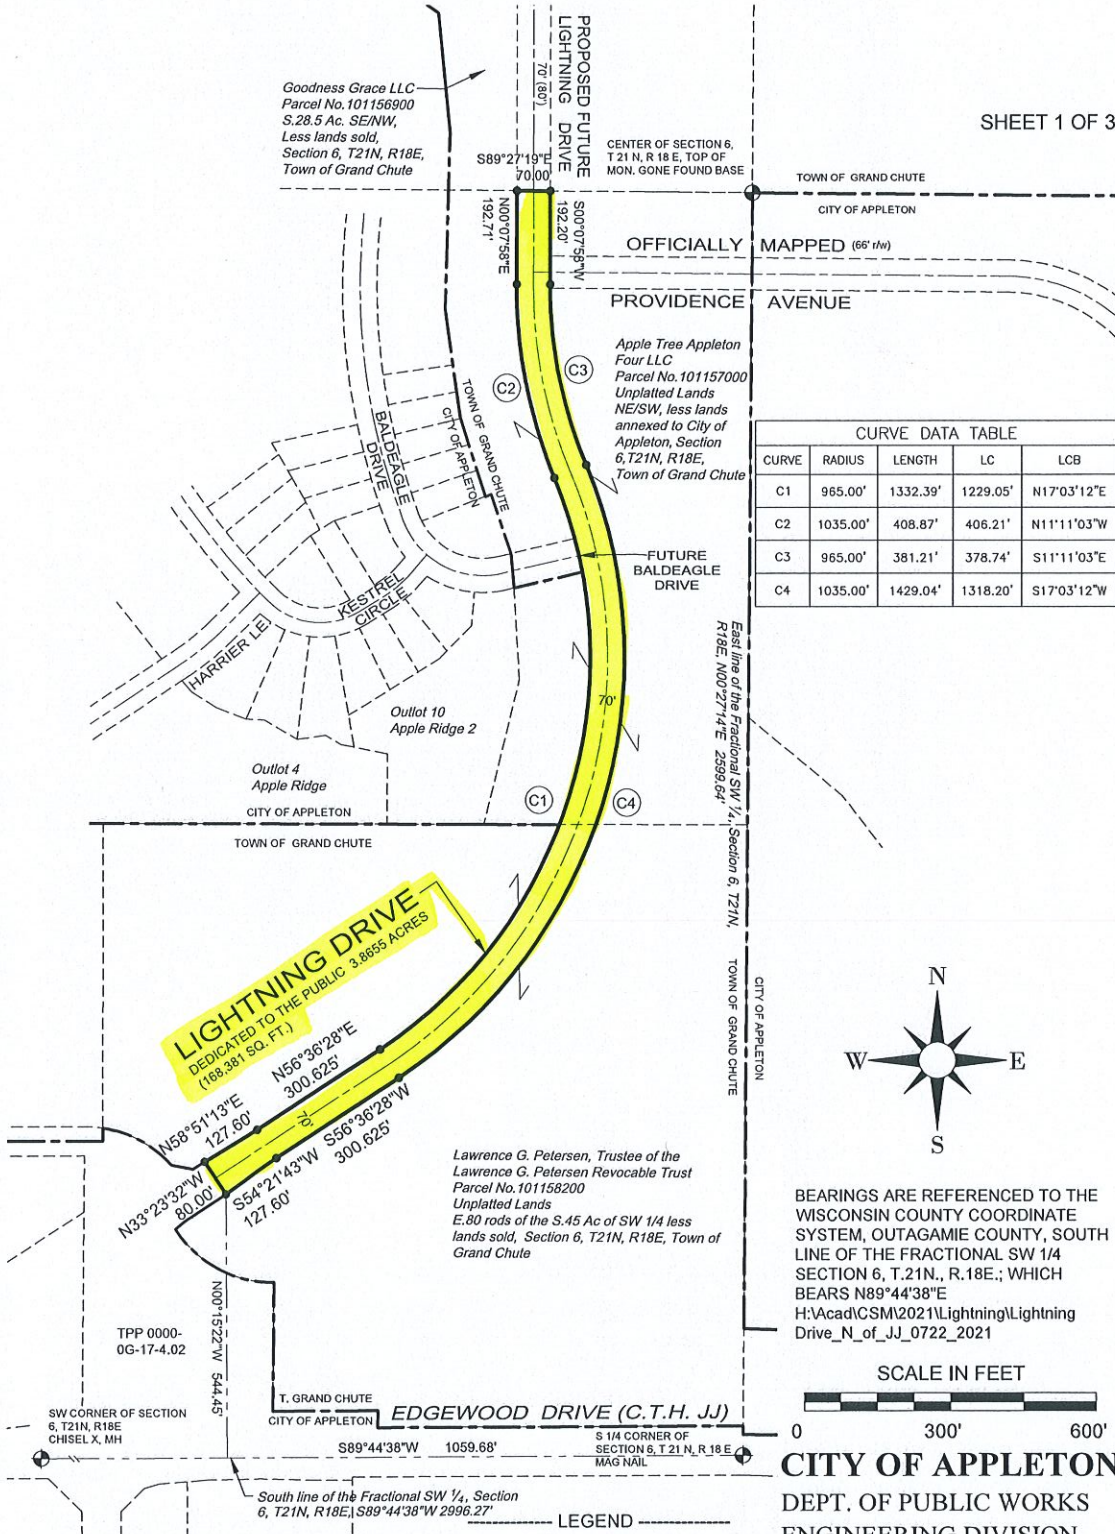 PROPOSED FUTURE
LIGHTNING DRIVE
70' (80')
Goodness Grace LLC
Parcel No.101156900
S.28.5 Ac. SE/NW,
Less lands sold,
Section 6, T21N, R18E,
Town of Grand Chute
SHEET 1 OF 3
CENTER OF SECTION 6,
T 21 N, R 18 E, TOP OF
MON. GONE FOUND BASE
S89°27'19"E
70.00
TOWN OF GRAND CHUTE
CITY OF APPLETON
N00°07'58"E
192.71'
S00°07'58"W
192.20'
OFFICIALLY MAPPED (66' r/w)
PROVIDENCE AVENUE
Apple Tree Appleton
Four LLC
Parcel No.101157000
Unplatted Lands
NE/SW, less lands
annexed to City of
Appleton, Section
6,T21N, R18E,
Town of Grand Chute
C2
C3
TOWN OF GRAND CHUTE
CITY OF APPLETON
BALDEAGLE
DRIVE
CURVE DATA TABLE
CURVE RADIUS LENGTH LC LCB
C1 965.00' 1332.39' 1229.05' N17°03'12"E
C2 1035.00' 408.87' 406.21' N11°11'03"W
C3 965.00' 381.21' 378.74' S11°11'03"E
C4 1035.00' 1429.04' 1318.20' S17°03'12"W
FUTURE
BALDEAGLE
DRIVE
KESTREL
CIRCLE
HARRIER LE
East line of the Fractional SW ¼, Section 6, T21N,
R18E, N00°27'14"E 2599.64'
70'
Outlot 10
Apple Ridge 2
Outlot 4
Apple Ridge
C1
C4
CITY OF APPLETON
TOWN OF GRAND CHUTE
LIGHTNING DRIVE
DEDICATED TO THE PUBLIC 3.8655 ACRES
(168,381 SQ. FT.)
TOWN OF GRAND CHUTE
CITY OF APPLETON
N
W E
S
N56°36'28"E
300.625'
N58°51'13"E
127.60'
70'
S56°36'28"W
300.625'
S54°21'43"W
127.60'
N33°23'32"W
80.00'
Lawrence G. Petersen, Trustee of the
Lawrence G. Petersen Revocable Trust
Parcel No.101158200
Unplatted Lands
E.80 rods of the S.45 Ac of SW 1/4 less
lands sold, Section 6, T21N, R18E, Town of
Grand Chute
BEARINGS ARE REFERENCED TO THE
WISCONSIN COUNTY COORDINATE
SYSTEM, OUTAGAMIE COUNTY, SOUTH
LINE OF THE FRACTIONAL SW 1/4
SECTION 6, T.21N., R.18E.; WHICH
BEARS N89°44'38"E
H:\Acad\CSM\2021\Lightning\Lightning
Drive_N_of_JJ_0722_2021
N00°15'22"W 544.45'
TPP 0000-
0G-17-4.02
SCALE IN FEET
0 300' 600'
T. GRAND CHUTE
CITY OF APPLETON
EDGEWOOD DRIVE (C.T.H. JJ)
SW CORNER OF SECTION
6, T21N, R18E
CHISEL X, MH
S89°44'38"W 1059.68'
S 1/4 CORNER OF
SECTION 6, T 21 N, R 18 E
MAG NAIL
CITY OF APPLETON
DEPT. OF PUBLIC WORKS
ENGINEERING DIVISION
South line of the Fractional SW ¼, Section
6, T21N, R18E, S89°44'38"W 2996.27'
LEGEND